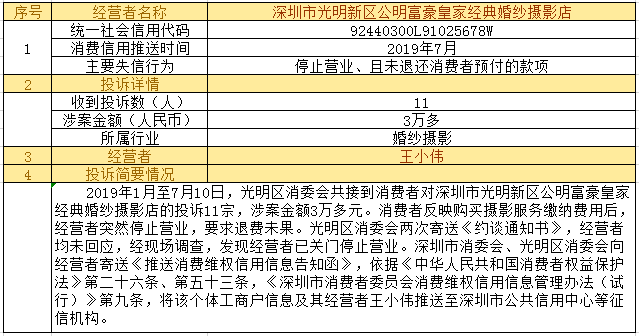 序号 经营者名称 深圳市光明新区公明富豪皇家经典婚纱摄影店
1 统一社会信用代码 92440300L91025678W
消费信用推送时间 2019年7月
主要失信行为 停止营业、且未退还消费者预付的款项
2 投诉详情
收到投诉数（人） 11
涉案金额（人民币） 3万多
所属行业 婚纱摄影
3 经营者 王小伟
4 投诉简要情况
2019年1月至7月10日，光明区消委会共接到消费者对深圳市光明新区公明富豪皇家
经典婚纱摄影店的投诉11宗，涉案金额3万多元。消费者反映购买摄影服务缴纳费用后，
经营者突然停止营业，要求退费未果。光明区消委会两次寄送《约谈通知书》，经营者
均未回应，经现场调查，发现经营者已关门停止营业。深圳市消委会、光明区消委会向
经营者寄送《推送消费维权信用信息告知函》，依据《中华人民共和国消费者权益保护
法》第二十六条、第五十三条，《深圳市消费者委员会消费维权信用信息管理办法（试
行）》第九条，将该个体工商户信息及其经营者王小伟推送至深圳市公共信用中心等征
信机构。